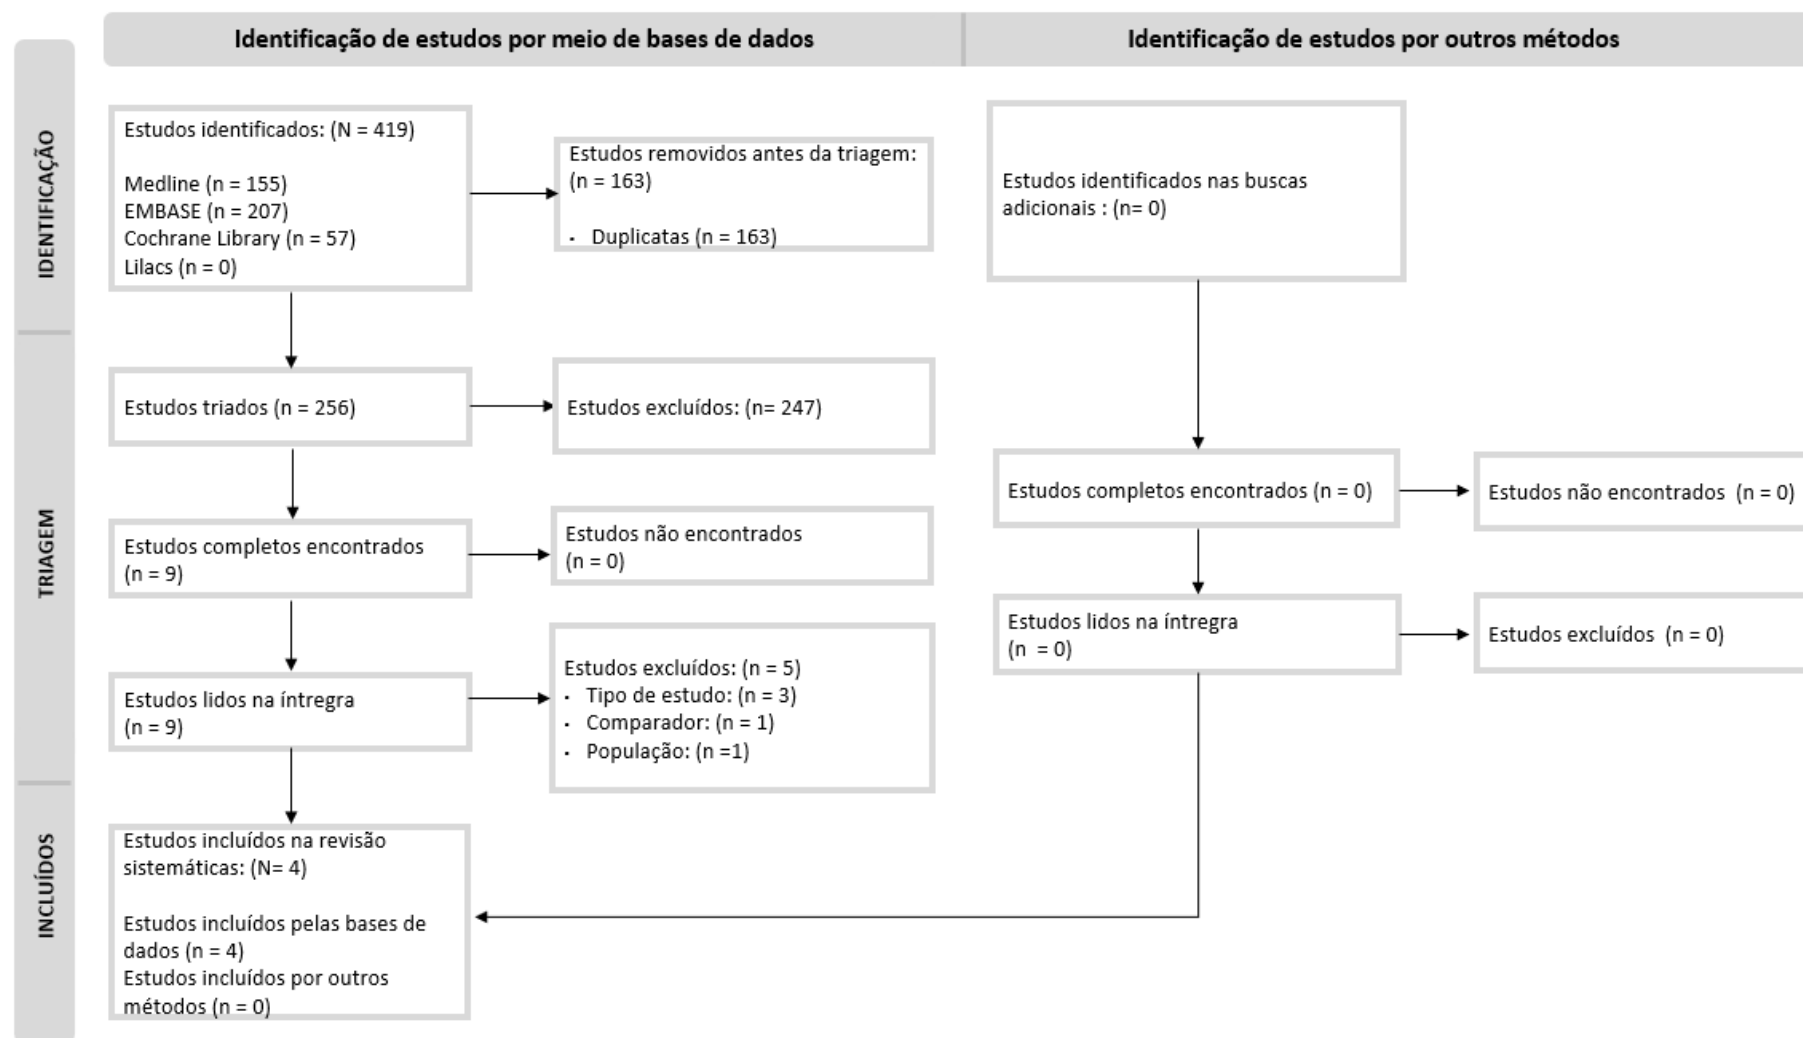 Identificação de estudos por meio de bases de dados
Identificação de estudos por outros métodos
IDENTIFICAÇÃO
Estudos identificados: (N = 419)
Medline (n = 155)
EMBASE (n = 207)
Cochrane Library (n = 57)
Lilacs (n = 0)
Estudos removidos antes da triagem:
(n = 163)
· Duplicatas (n = 163)
Estudos identificados nas buscas
adicionais : (n= 0)
TRIAGEM
Estudos triados (n = 256)
Estudos excluídos: (n= 247)
Estudos completos encontrados
(n = 9)
Estudos não encontrados
(n = 0)
Estudos completos encontrados (n = 0)
Estudos não encontrados (n = 0)
Estudos lidos na íntregra
(n = 9)
Estudos excluídos: (n = 5)
· Tipo de estudo: (n = 3)
· Comparador: (n = 1)
· População: (n =1)
Estudos lidos na íntregra
(n = 0)
Estudos excluídos (n = 0)
INCLUÍDOS
Estudos incluídos na revisão
sistemáticas: (N= 4)
Estudos incluídos pelas bases de
dados (n = 4)
Estudos incluídos por outros
métodos (n = 0)